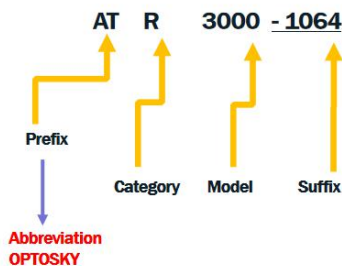 AT R 3000 - 1064
Prefix
Category Model Suffix
Abbreviation
OPTOSKY